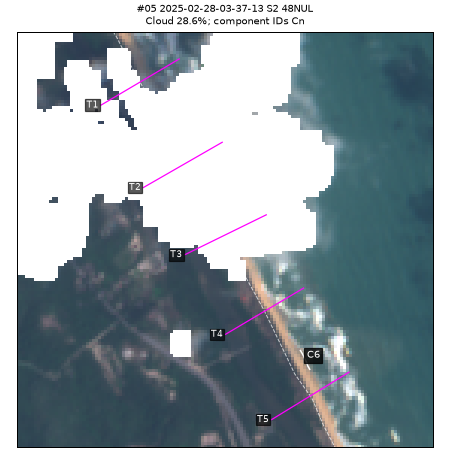 #05 2025-02-28-03-37-13 S2 48NUL
Cloud 28.6%; component IDs Cn
T1
T2
T3
T4
C6
T5